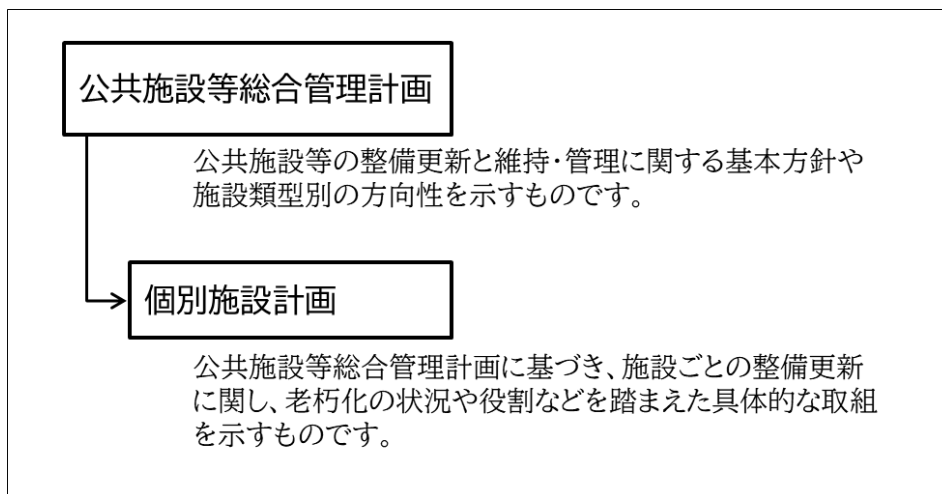 公共施設等総合管理計画
公共施設等の整備更新と維持・管理に関する基本方針や
施設類型別の方向性を示すものです。
個別施設計画
公共施設等総合管理計画に基づき、施設ごとの整備更新
に関し、老朽化の状況や役割などを踏まえた具体的な取組
を示すものです。